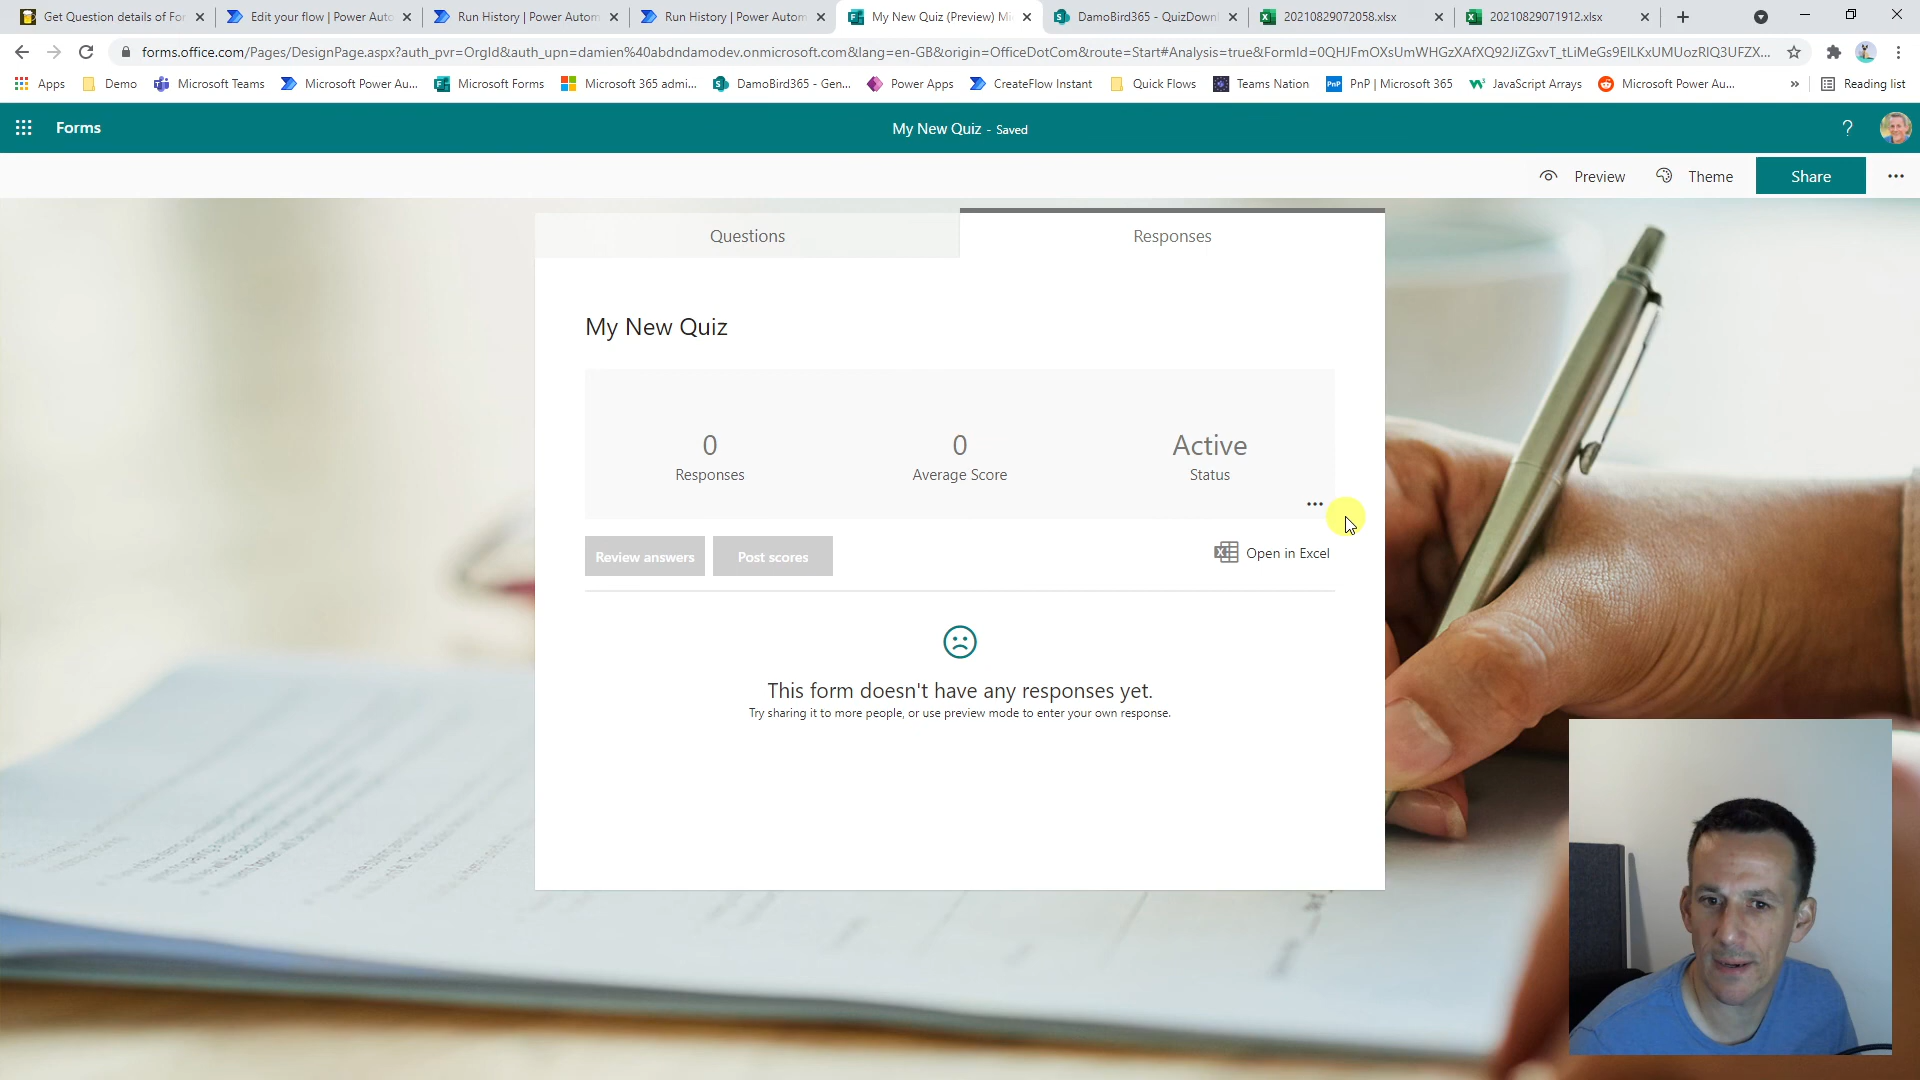 Get Question details of For
Edit your flow | Power Auto
Run History | Power Autom
Run History | Power Autom
My New Quiz (Preview) Mi
DamoBird365 - QuizDownl
20210829072058.xlsx
20210829071912.xlsx
forms.office.com/Pages/DesignPage.aspx?auth_pvr=OrgId&auth_upn=damien%40abdndamodev.onmicrosoft.com&lang=en-GB&origin=OfficeDotCom&route=Start#Analysis=true&FormId=0QHJFmOXsUmWHGzXAfXQ92JiZGxvT_tLiMeGs9EILKxUMUozRlQ3UFZX...
Apps
Demo
Microsoft Teams
Microsoft Power Au...
Microsoft Forms
Microsoft 365 admi...
DamoBird365 - Gen...
Power Apps
CreateFlow Instant
Quick Flows
Teams Nation
PnP | Microsoft 365
JavaScript Arrays
Microsoft Power Au...
»
Reading list
Forms
My New Quiz - Saved
?
Preview
Theme
Share
Questions
Responses
My New Quiz
0
Responses
0
Average Score
Active
Status
Review answers
Post scores
Open in Excel
This form doesn't have any responses yet.
Try sharing it to more people, or use preview mode to enter your own response.